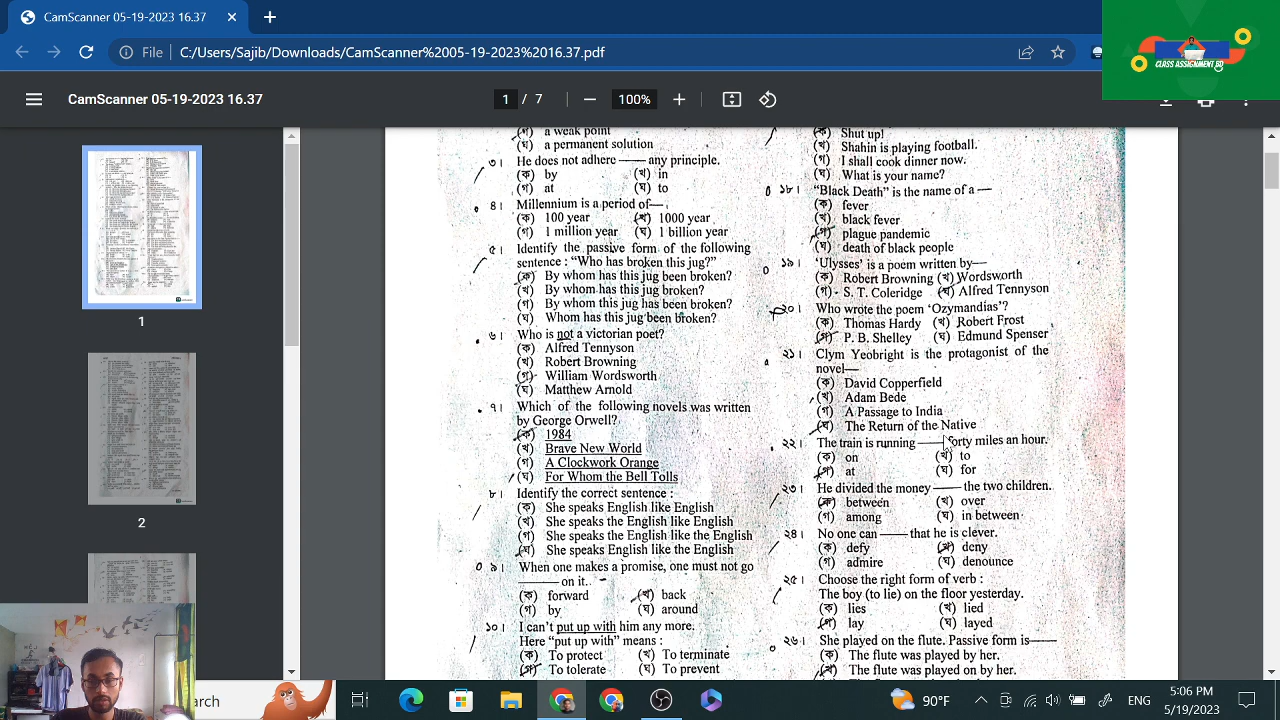 CamScanner 05-19-2023 16.37
File
C:/Users/Sajib/Downloads/CamScanner%2005-19-2023%2016.37.pdf
CLASS ASSIGNMENT BD
CamScanner 05-19-2023 16.37
1 / 7
100%
1
2
(গ) a weak point
(ঘ) a permanent solution
৩। He does not adhere — any principle.
(ক) by (খ) in
(গ) at (ঘ) to
৪। Millennium is a period of—
(ক) 100 year (খ) 1000 year
(গ) 1 million year (ঘ) 1 billion year
৫। Identify the passive form of the following
sentence : “Who has broken this jug?”
(ক) By whom has this jug been broken?
(খ) By whom has this jug broken?
(গ) By whom this jug has been broken?
(ঘ) Whom has this jug been broken?
৬। Who is not a victorian poet?
(ক) Alfred Tennyson
(খ) Robert Browning
(গ) William Wordsworth
(ঘ) Matthew Arnold
৭। Which of the following novels was written
by George Orwell?
(ক) 1984
(খ) Brave New World
(গ) A Clockwork Orange
(ঘ) For Whom the Bell Tolls
৮। Identify the correct sentence :
(ক) She speaks English like English
(খ) She speaks the English like English
(গ) She speaks the English like the English
(ঘ) She speaks English like the English
৯। When one makes a promise, one must not go
— on it.
(ক) forward (খ) back
(গ) by (ঘ) around
১০। I can't put up with him any more.
Here “put up with” means :
(ক) To protect (খ) To terminate
(গ) To tolerate (ঘ) To prevent
(ক) Shut up!
(খ) Shahin is playing football.
(গ) I shall cook dinner now.
(ঘ) What is your name?
১৮। “Black Death” is the name of a —
(ক) fever
(খ) black fever
(গ) plague pandemic
(ঘ) death of black people
১৯। ‘Ulysses’ is a poem written by—
(ক) Robert Browning (খ) Wordsworth
(গ) S. T. Coleridge (ঘ) Alfred Tennyson
২০। Who wrote the poem ‘Ozymandias’?
(ক) Thomas Hardy (খ) Robert Frost
(গ) P. B. Shelley (ঘ) Edmund Spenser
২১। Clym Yeobright is the protagonist of the
novel—
(ক) David Copperfield
(খ) Adam Bede
(গ) A Passage to India
(ঘ) The Return of the Native
২২। The train is running — forty miles an hour.
(ক) on (খ) to
(গ) at (ঘ) for
২৩। He divided the money — the two children.
(ক) between (খ) over
(গ) among (ঘ) in between
২৪। No one can — that he is clever.
(ক) defy (খ) deny
(গ) admire (ঘ) denounce
২৫। Choose the right form of verb :
The boy (to lie) on the floor yesterday.
(ক) lies (খ) lied
(গ) lay (ঘ) layed
২৬। She played on the flute. Passive form is—
(ক) The flute was played by her.
(খ) The flute was played on by her.
arch
90°F
ENG
5:06 PM
5/19/2023